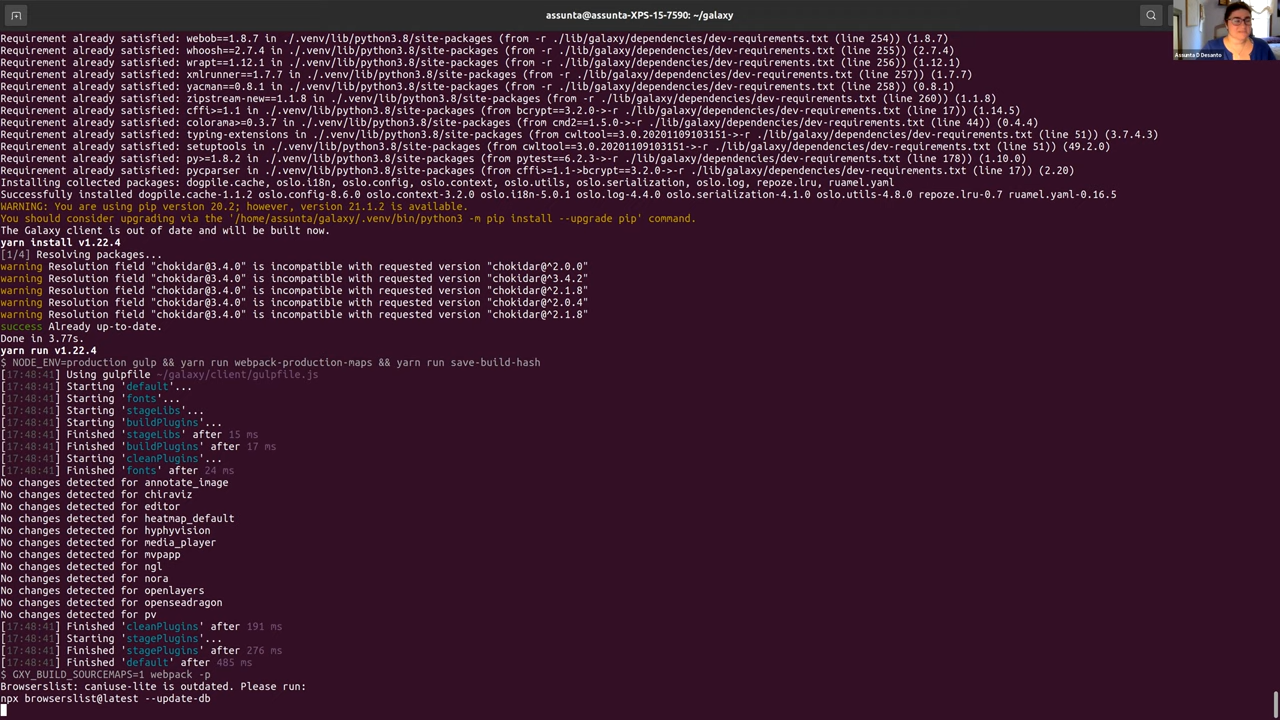 assunta@assunta-XPS-15-7590: ~/galaxy
Assunta D Desanto
Requirement already satisfied: webob==1.8.7 in ./.venv/lib/python3.8/site-packages (from -r ./lib/galaxy/dependencies/dev-requirements.txt (line 254)) (1.8.7)
Requirement already satisfied: whoosh==2.7.4 in ./.venv/lib/python3.8/site-packages (from -r ./lib/galaxy/dependencies/dev-requirements.txt (line 255)) (2.7.4)
Requirement already satisfied: wrapt==1.12.1 in ./.venv/lib/python3.8/site-packages (from -r ./lib/galaxy/dependencies/dev-requirements.txt (line 256)) (1.12.1)
Requirement already satisfied: xmlrunner==1.7.7 in ./.venv/lib/python3.8/site-packages (from -r ./lib/galaxy/dependencies/dev-requirements.txt (line 257)) (1.7.7)
Requirement already satisfied: yacman==0.8.1 in ./.venv/lib/python3.8/site-packages (from -r ./lib/galaxy/dependencies/dev-requirements.txt (line 258)) (0.8.1)
Requirement already satisfied: zipstream-new==1.1.8 in ./.venv/lib/python3.8/site-packages (from -r ./lib/galaxy/dependencies/dev-requirements.txt (line 260)) (1.1.8)
Requirement already satisfied: cffi>=1.1 in ./.venv/lib/python3.8/site-packages (from bcrypt==3.2.0->-r ./lib/galaxy/dependencies/dev-requirements.txt (line 17)) (1.14.5)
Requirement already satisfied: colorama>=0.3.7 in ./.venv/lib/python3.8/site-packages (from cmd2==1.5.0->-r ./lib/galaxy/dependencies/dev-requirements.txt (line 44)) (0.4.4)
Requirement already satisfied: typing-extensions in ./.venv/lib/python3.8/site-packages (from cwltool==3.0.20201109103151->-r ./lib/galaxy/dependencies/dev-requirements.txt (line 51)) (3.7.4.3)
Requirement already satisfied: setuptools in ./.venv/lib/python3.8/site-packages (from cwltool==3.0.20201109103151->-r ./lib/galaxy/dependencies/dev-requirements.txt (line 51)) (49.2.0)
Requirement already satisfied: py>=1.8.2 in ./.venv/lib/python3.8/site-packages (from pytest==6.2.3->-r ./lib/galaxy/dependencies/dev-requirements.txt (line 178)) (1.10.0)
Requirement already satisfied: pycparser in ./.venv/lib/python3.8/site-packages (from cffi>=1.1->bcrypt==3.2.0->-r ./lib/galaxy/dependencies/dev-requirements.txt (line 17)) (2.20)
Installing collected packages: dogpile.cache, oslo.i18n, oslo.config, oslo.context, oslo.utils, oslo.serialization, oslo.log, repoze.lru, ruamel.yaml
Successfully installed dogpile.cache-1.1.2 oslo.config-8.6.0 oslo.context-3.2.0 oslo.i18n-5.0.1 oslo.log-4.4.0 oslo.serialization-4.1.0 oslo.utils-4.8.0 repoze.lru-0.7 ruamel.yaml-0.16.5
WARNING: You are using pip version 20.2; however, version 21.1.2 is available.
You should consider upgrading via the '/home/assunta/galaxy/.venv/bin/python3 -m pip install --upgrade pip' command.
The Galaxy client is out of date and will be built now.
yarn install v1.22.4
[1/4] Resolving packages...
warning Resolution field "chokidar@3.4.0" is incompatible with requested version "chokidar@^2.0.0"
warning Resolution field "chokidar@3.4.0" is incompatible with requested version "chokidar@^3.4.2"
warning Resolution field "chokidar@3.4.0" is incompatible with requested version "chokidar@^2.1.8"
warning Resolution field "chokidar@3.4.0" is incompatible with requested version "chokidar@^2.0.4"
warning Resolution field "chokidar@3.4.0" is incompatible with requested version "chokidar@^2.1.8"
success Already up-to-date.
Done in 3.77s.
yarn run v1.22.4
$ NODE_ENV=production gulp && yarn run webpack-production-maps && yarn run save-build-hash
[17:48:41] Using gulpfile ~/galaxy/client/gulpfile.js
[17:48:41] Starting 'default'...
[17:48:41] Starting 'fonts'...
[17:48:41] Starting 'stageLibs'...
[17:48:41] Starting 'buildPlugins'...
[17:48:41] Finished 'stageLibs' after 15 ms
[17:48:41] Finished 'buildPlugins' after 17 ms
[17:48:41] Starting 'cleanPlugins'...
[17:48:41] Finished 'fonts' after 24 ms
No changes detected for annotate_image
No changes detected for chiraviz
No changes detected for editor
No changes detected for heatmap_default
No changes detected for hyphyvision
No changes detected for media_player
No changes detected for mvpapp
No changes detected for ngl
No changes detected for nora
No changes detected for openlayers
No changes detected for openseadragon
No changes detected for pv
[17:48:41] Finished 'cleanPlugins' after 191 ms
[17:48:41] Starting 'stagePlugins'...
[17:48:41] Finished 'stagePlugins' after 276 ms
[17:48:41] Finished 'default' after 485 ms
$ GXY_BUILD_SOURCEMAPS=1 webpack -p
Browserslist: caniuse-lite is outdated. Please run:
npx browserslist@latest --update-db